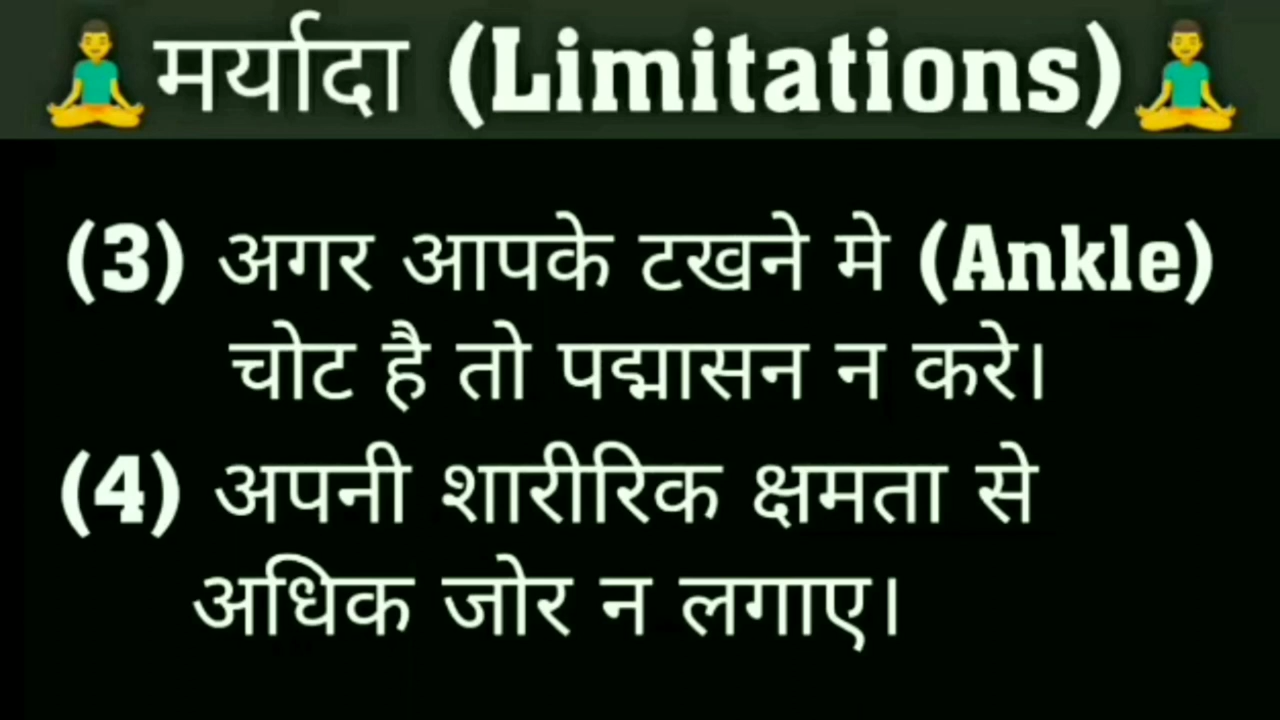 मर्यादा (Limitations)
(3) अगर आपके टखने मे (Ankle)
चोट है तो पद्मासन न करे।
(4) अपनी शारीरिक क्षमता से
अधिक जोर न लगाए।